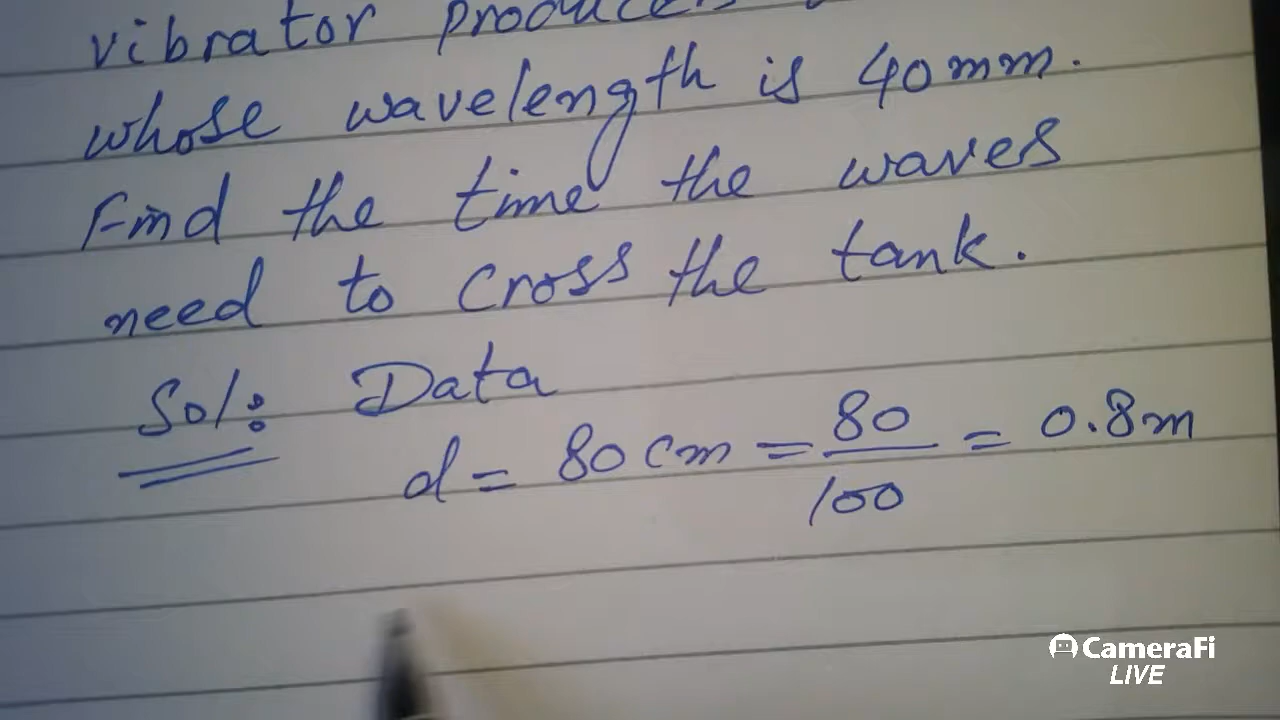 vibrator produces
whose wavelength is 40mm.
Find the time the waves
need to cross the tank.
Sol: Data
d = 80 cm = 80/100 = 0.8m
CameraFi
LIVE